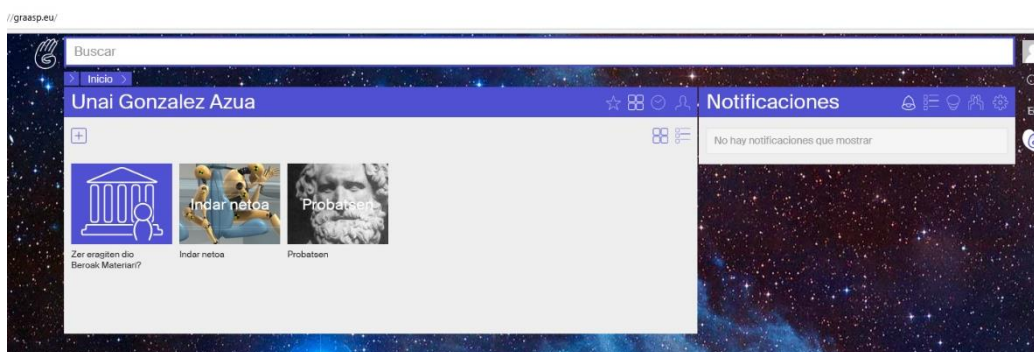 //graasp.eu/
Buscar
Inicio
Unai Gonzalez Azua
Notificaciones
No hay notificaciones que mostrar
Indar netoa
Probatsen
Zer eragiten dio
Beroak Materiari?
Indar netoa
Probatsen